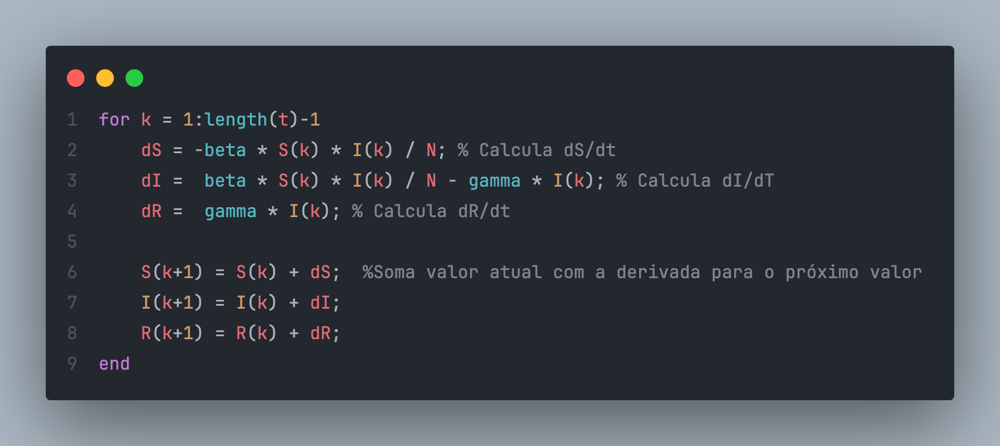 1 for k = 1:length(t)-1
2     dS = -beta * S(k) * I(k) / N; % Calcula dS/dt
3     dI =  beta * S(k) * I(k) / N - gamma * I(k); % Calcula dI/dT
4     dR =  gamma * I(k); % Calcula dR/dt
5
6     S(k+1) = S(k) + dS;  %Soma valor atual com a derivada para o próximo valor
7     I(k+1) = I(k) + dI;
8     R(k+1) = R(k) + dR;
9 end